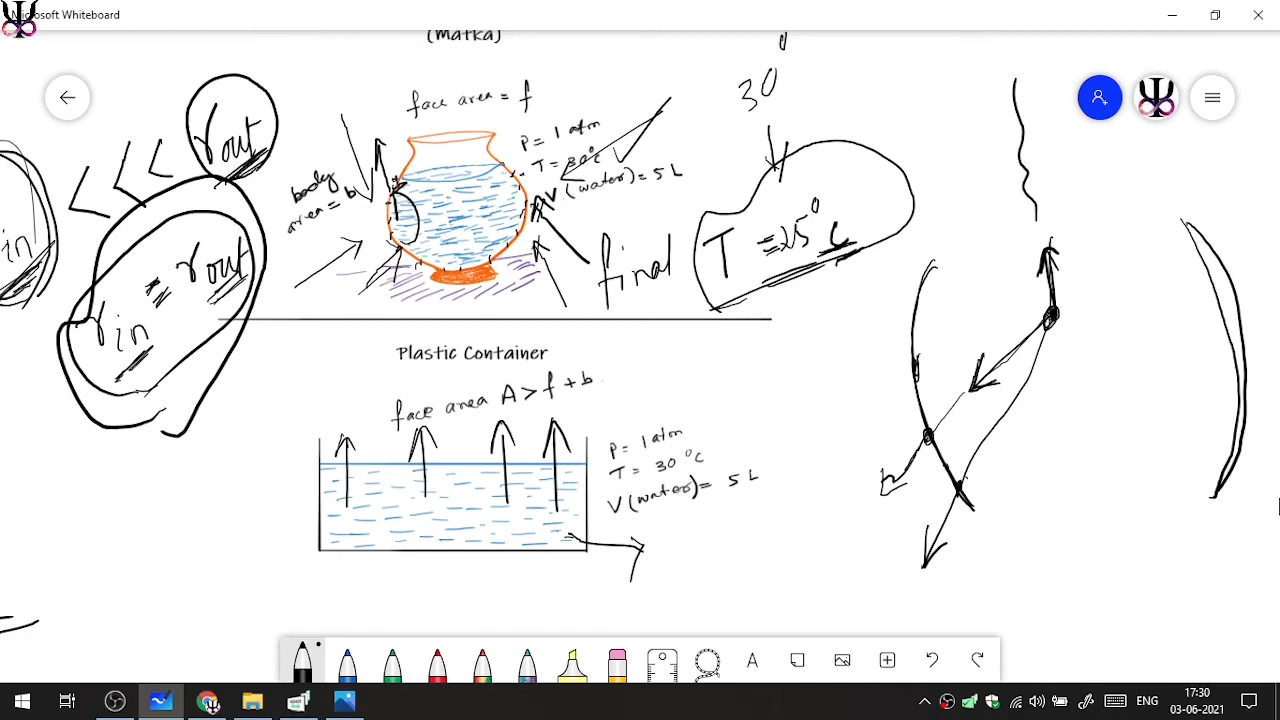 Microsoft Whiteboard
(Matka)
30
rout
face area = f
P = 1 atm
T = 30°C
V (water) = 5 L
body
area = b
in
rin = rout
final
T = 25°C
Plastic Container
face area A > f + b
P = 1 atm
T = 30 °C
V (water) = 5 L
A
ENG
17:30
03-06-2021